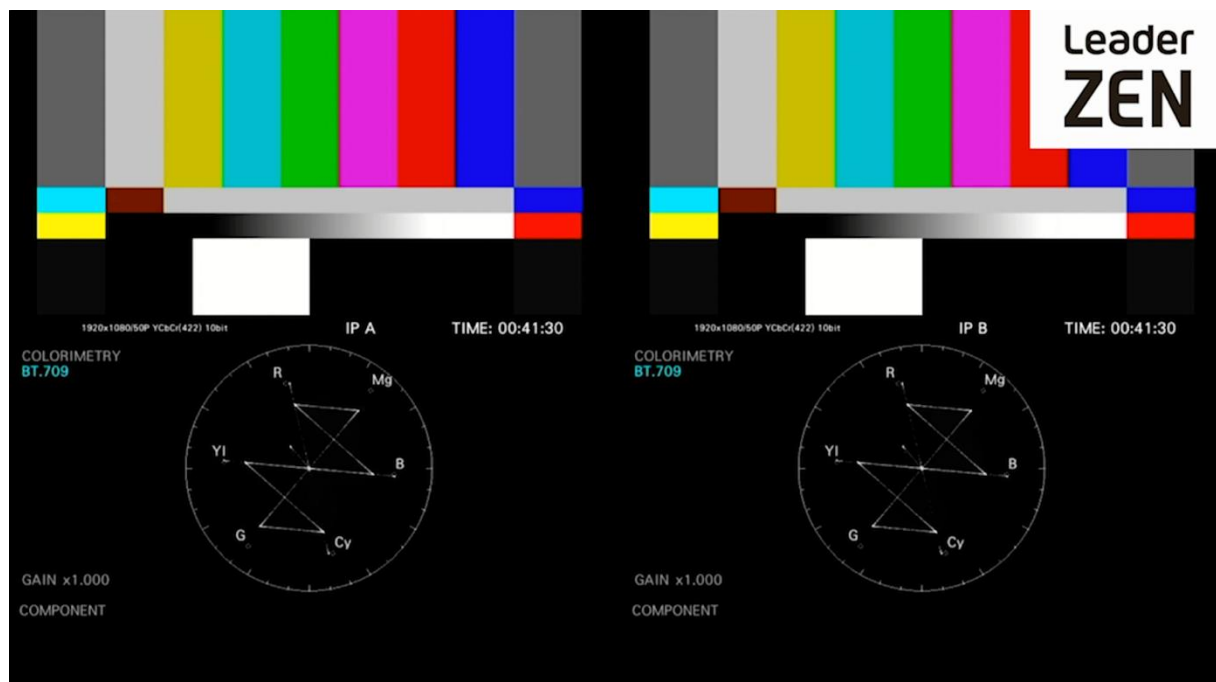 Leader
ZEN
1920x1080/50P YCbCr(422) 10bit IP A TIME: 00:41:30
COLORIMETRY
BT.709
R
Mg
YI
B
G
Cy
GAIN x1.000
COMPONENT
1920x1080/50P YCbCr(422) 10bit IP B TIME: 00:41:30
COLORIMETRY
BT.709
R
Mg
YI
B
G
Cy
GAIN x1.000
COMPONENT